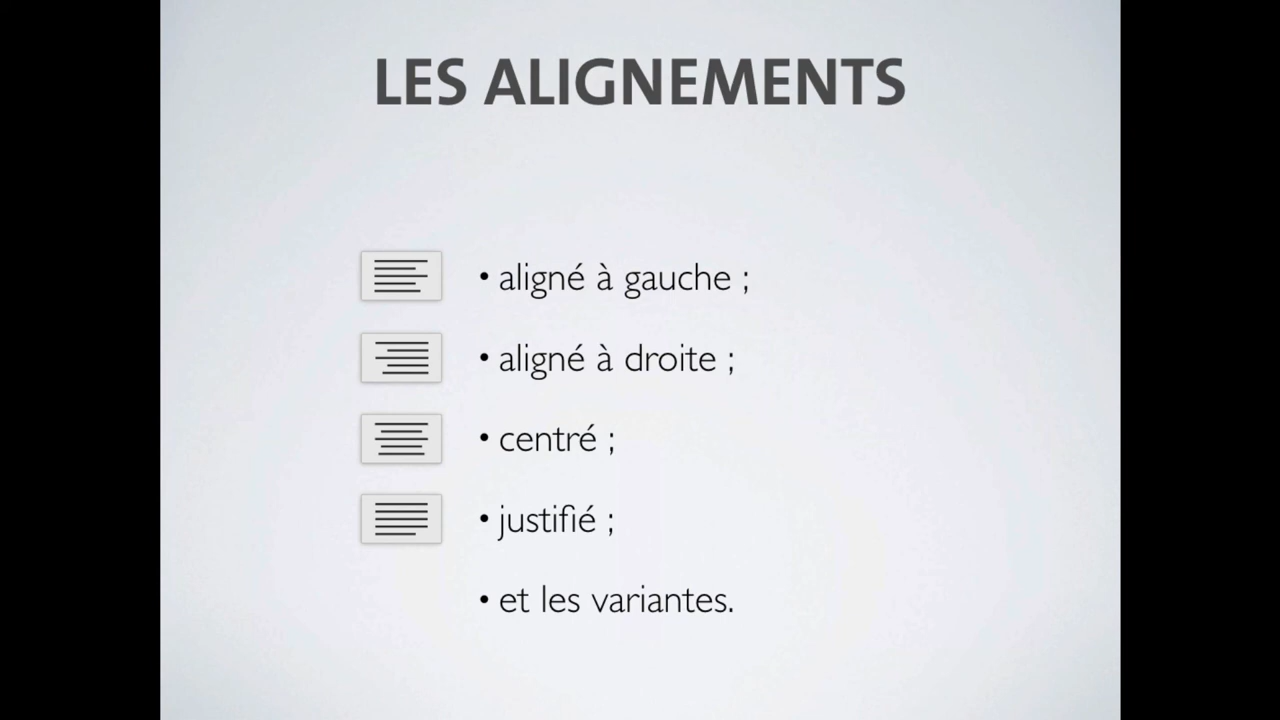 LES ALIGNEMENTS
• aligné à gauche ;
• aligné à droite ;
• centré ;
• justifié ;
• et les variantes.